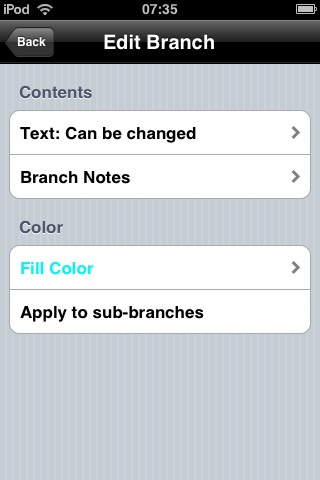 iPod 07:35
Back Edit Branch
Contents
Text: Can be changed
Branch Notes
Color
Fill Color
Apply to sub-branches